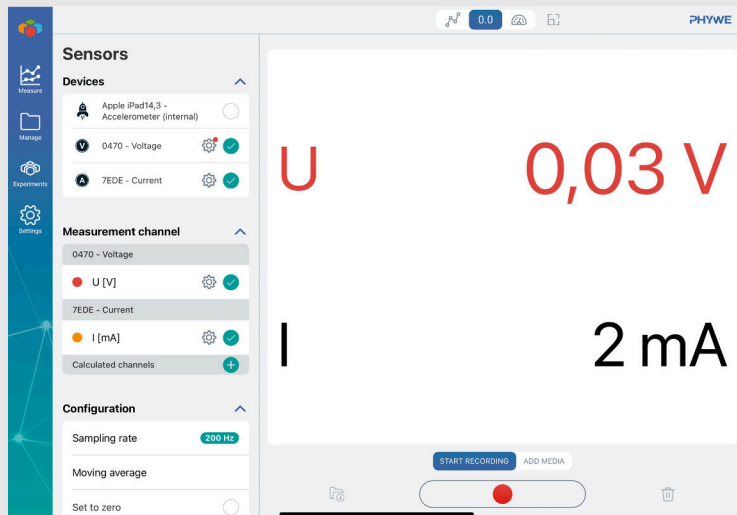 0.0
PHYWE
Measure
Manage
Experiments
Settings
Sensors
Devices
Apple iPad14,3 -
Accelerometer (internal)
V
0470 - Voltage
A
7EDE - Current
Measurement channel
0470 - Voltage
U [V]
7EDE - Current
I [mA]
Calculated channels
Configuration
Sampling rate
200 Hz
Moving average
Set to zero
U
0,03 V
I
2 mA
START RECORDING
ADD MEDIA